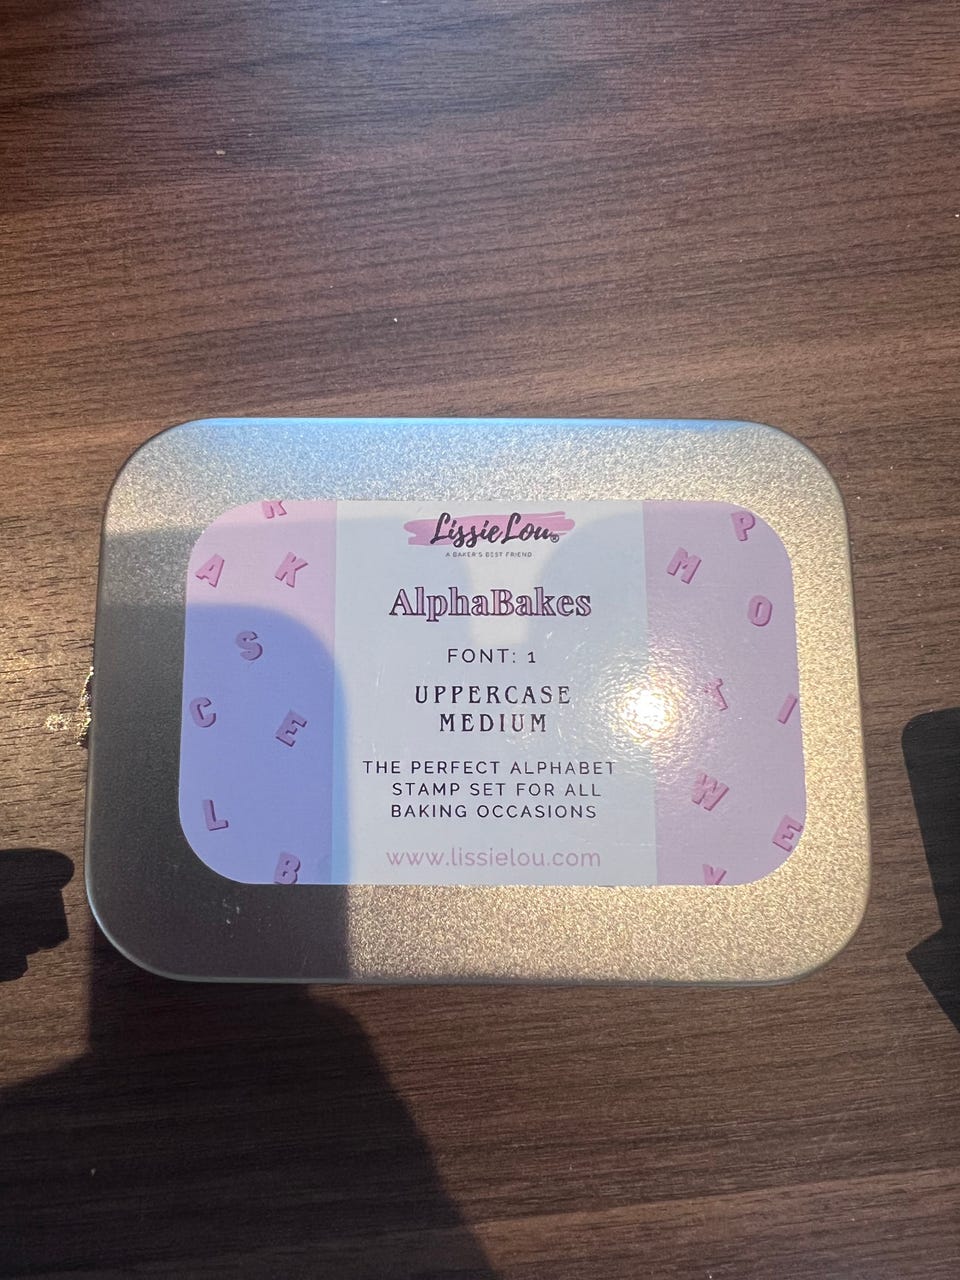 LissieLou®
A BAKER'S BEST FRIEND
AlphaBakes
FONT: 1
UPPERCASE
MEDIUM
THE PERFECT ALPHABET
STAMP SET FOR ALL
BAKING OCCASIONS
www.lissielou.com
K
A K
S
C E
L
B
P
M
O
T I
W
E
Y